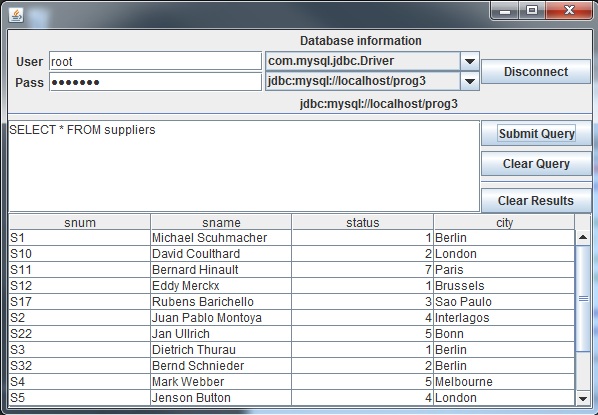 Database information
User root com.mysql.jdbc.Driver
Pass ●●●●●●● jdbc:mysql://localhost/prog3
Disconnect
jdbc:mysql://localhost/prog3
SELECT * FROM suppliers
Submit Query
Clear Query
Clear Results
snum sname status city
S1 Michael Scuhmacher 1 Berlin
S10 David Coulthard 2 London
S11 Bernard Hinault 7 Paris
S12 Eddy Merckx 1 Brussels
S17 Rubens Barichello 3 Sao Paulo
S2 Juan Pablo Montoya 4 Interlagos
S22 Jan Ullrich 5 Bonn
S3 Dietrich Thurau 1 Berlin
S32 Bernd Schnieder 2 Berlin
S4 Mark Webber 5 Melbourne
S5 Jenson Button 4 London